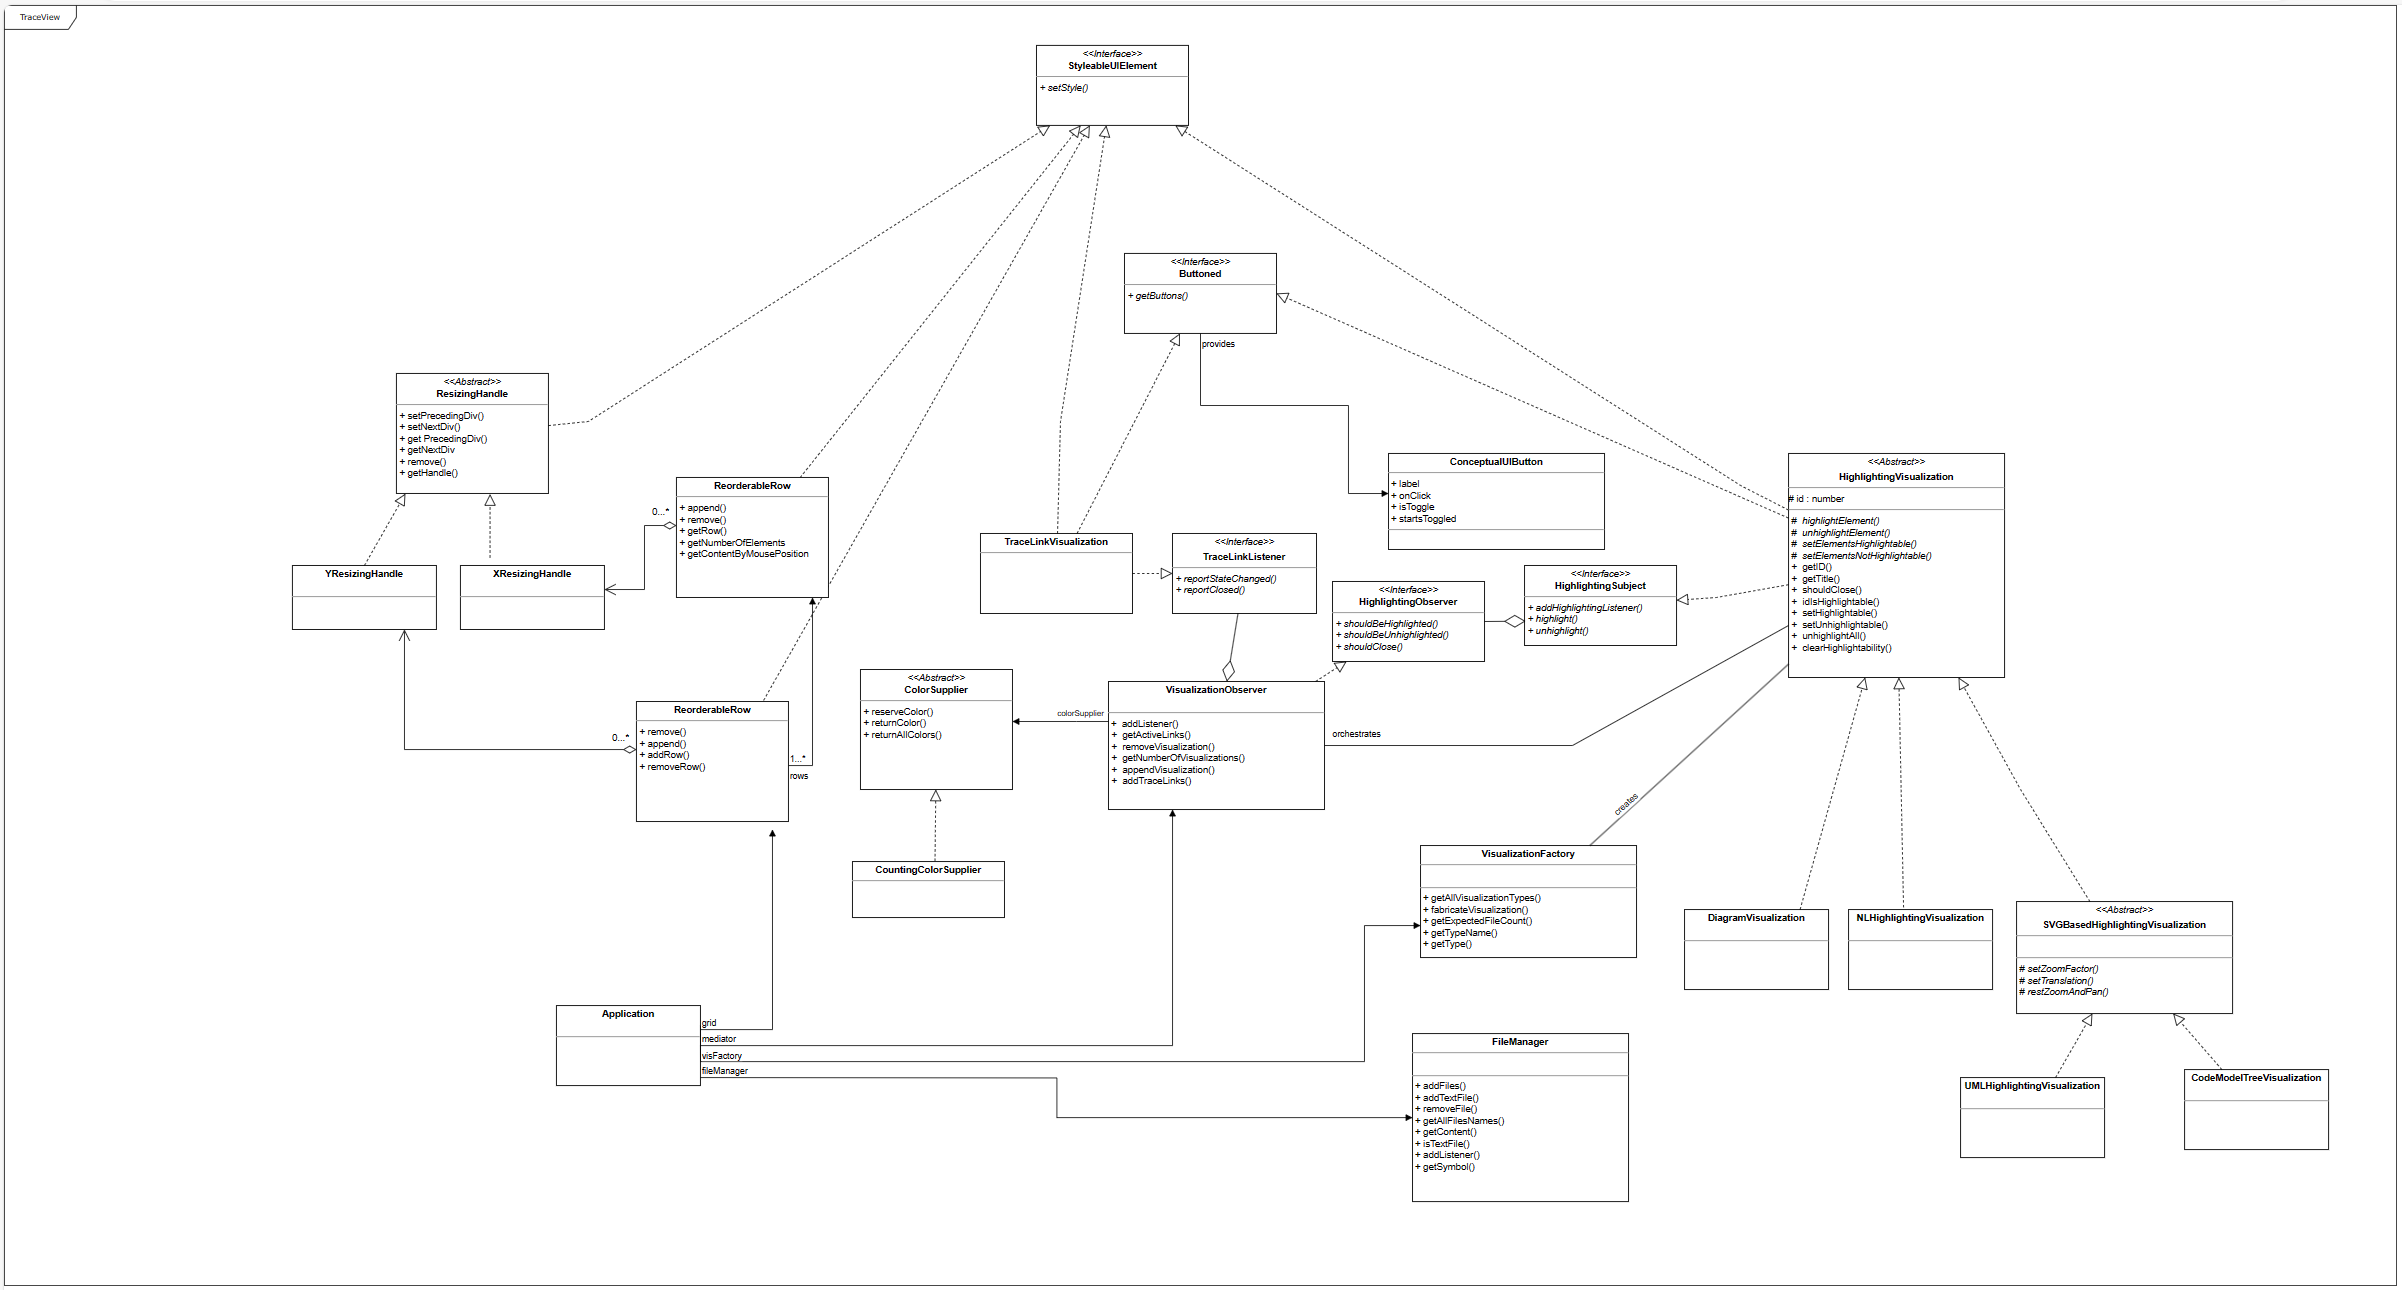 TraceView
<<Interface>>
StyleableUIElement
+ setStyle()
<<Interface>>
Buttoned
+ getButtons()
provides
<<Abstract>>
ResizingHandle
+ setPrecedingDiv()
+ setNextDiv()
+ get PrecedingDiv()
+ getNextDiv
+ remove()
+ getHandle()
YResizingHandle
XResizingHandle
ReorderableRow
+ append()
+ remove()
+ getRow()
+ getNumberOfElements
+ getContentByMousePosition
0...*
ReorderableRow
+ remove()
+ append()
+ addRow()
+ removeRow()
0...*
1...*
rows
TraceLinkVisualization
<<Interface>>
TraceLinkListener
+ reportStateChanged()
+ reportClosed()
ConceptualUIButton
+ label
+ onClick
+ isToggle
+ startsToggled
<<Interface>>
HighlightingObserver
+ shouldBeHighlighted()
+ shouldBeUnhighlighted()
+ shouldClose()
<<Interface>>
HighlightingSubject
+ addHighlightingListener()
+ highlight()
+ unhighlight()
<<Abstract>>
HighlightingVisualization
# id : number
# highlightElement()
# unhighlightElement()
# setElementsHighlightable()
# setElementsNotHighlightable()
+ getID()
+ getTitle()
+ shouldClose()
+ idIsHighlightable()
+ setHighlightable()
+ setUnhighlightable()
+ unhighlightAll()
+ clearHighlightability()
<<Abstract>>
ColorSupplier
+ reserveColor()
+ returnColor()
+ returnAllColors()
colorSupplier
CountingColorSupplier
VisualizationObserver
+ addListener()
+ getActiveLinks()
+ removeVisualization()
+ getNumberOfVisualizations()
+ appendVisualization()
+ addTraceLinks()
orchestrates
creates
VisualizationFactory
+ getAllVisualizationTypes()
+ fabricateVisualization()
+ getExpectedFileCount()
+ getTypeName()
+ getType()
DiagramVisualization
NLHighlightingVisualization
<<Abstract>>
SVGBasedHighlightingVisualization
# setZoomFactor()
# setTranslation()
# restZoomAndPan()
UMLHighlightingVisualization
CodeModelTreeVisualization
Application
grid
mediator
visFactory
fileManager
FileManager
+ addFiles()
+ addTextFile()
+ removeFile()
+ getAllFilesNames()
+ getContent()
+ isTextFile()
+ addListener()
+ getSymbol()